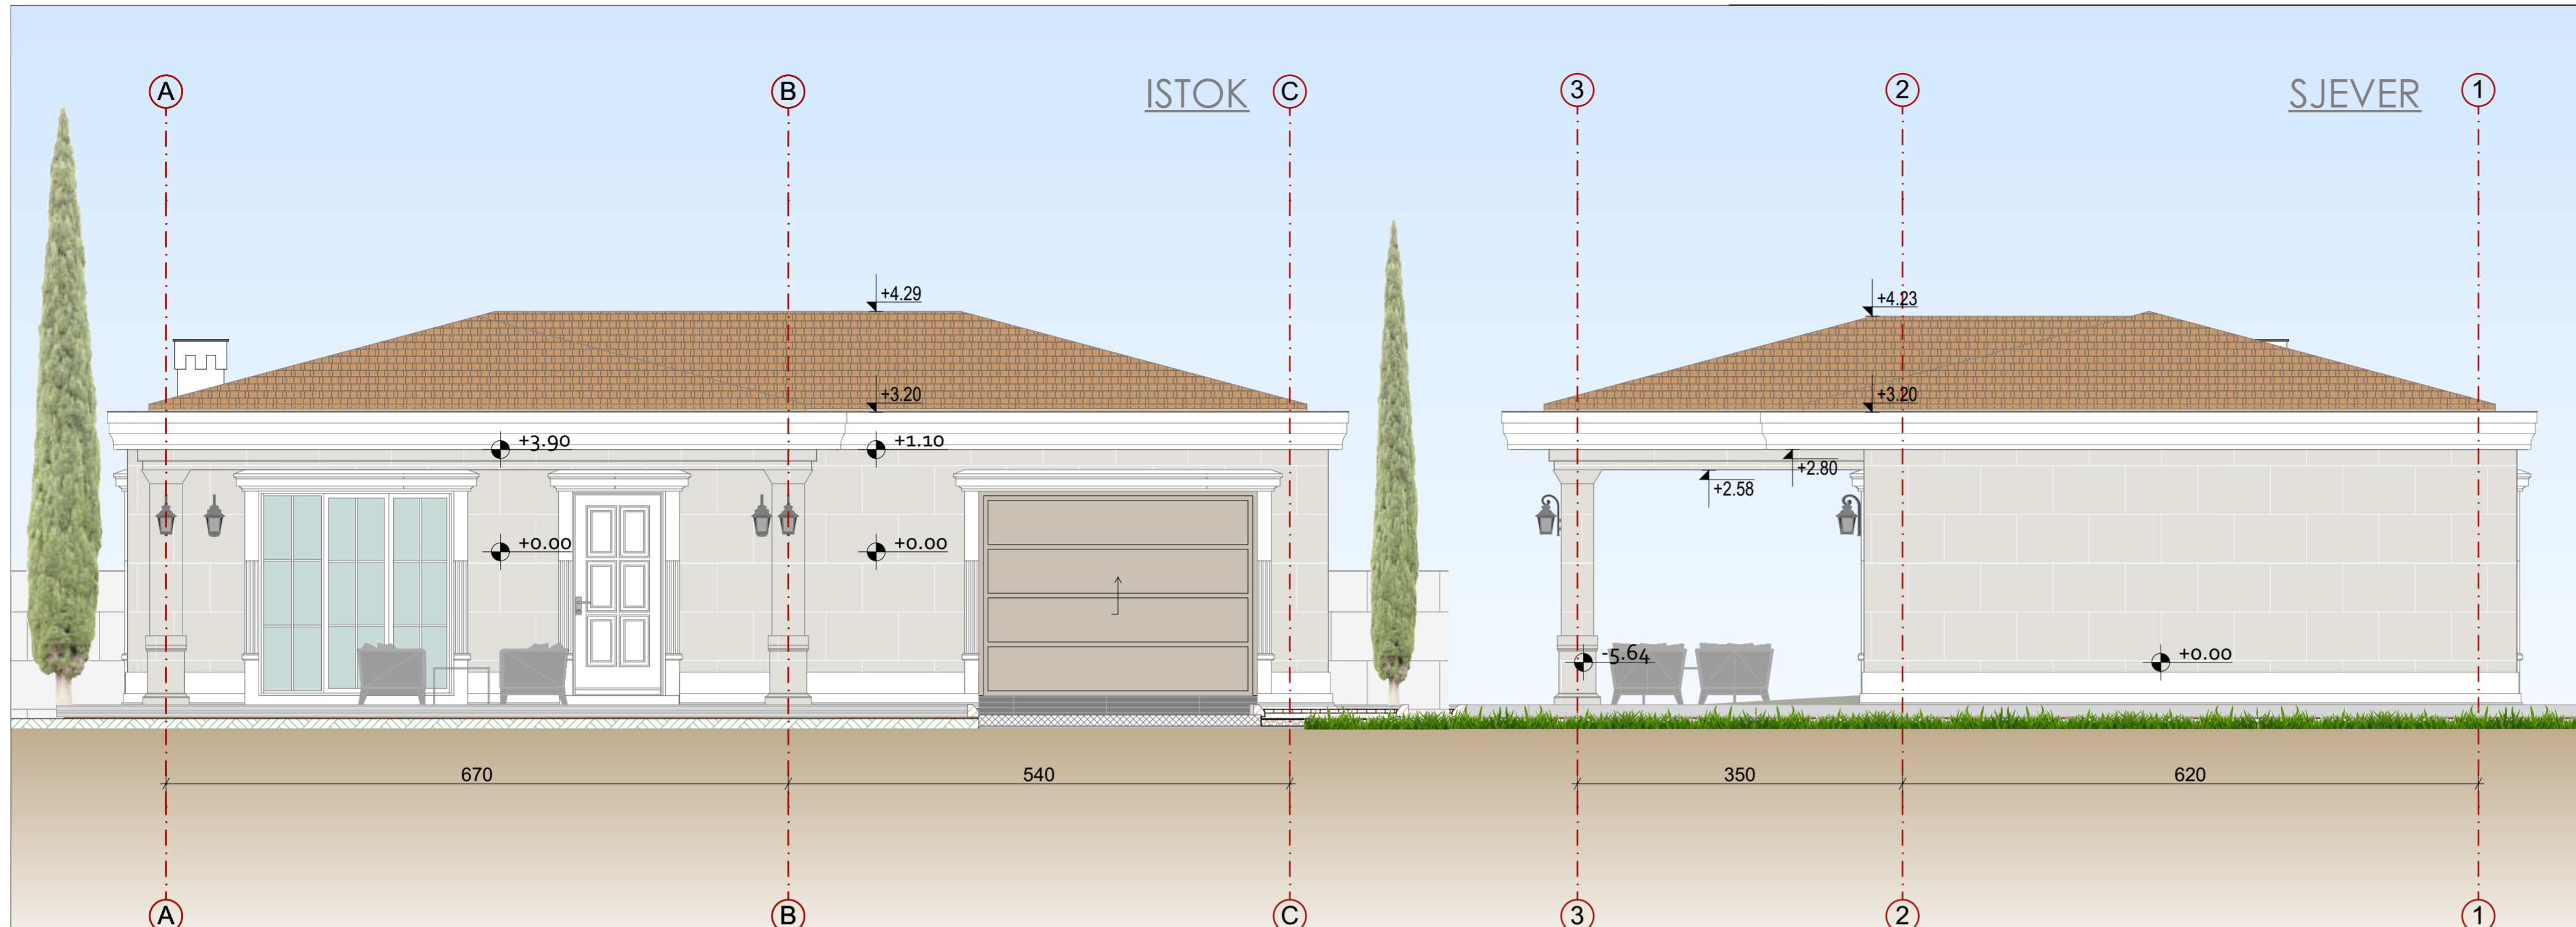 A
B
ISTOK
C
3
2
SJEVER
1
+4.29
+4.23
+3.20
+3.20
+3.90
+1.10
+2.80
+2.58
+0.00
+0.00
-5.64
+0.00
670
540
350
620
A
B
C
3
2
1